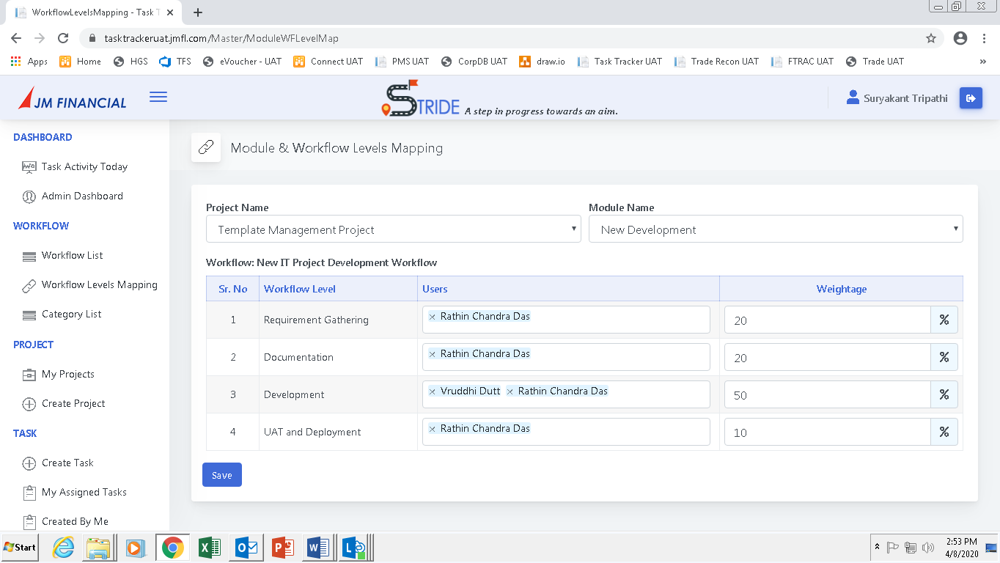 WorkflowLevelsMapping - Task T
tasktrackeruat.jmfl.com/Master/ModuleWFLevelMap
Apps Home HGS TFS eVoucher - UAT Connect UAT PMS UAT CorpDB UAT draw.io Task Tracker UAT Trade Recon UAT FTRAC UAT Trade UAT »
JM FINANCIAL
STRIDE A step in progress towards an aim.
Suryakant Tripathi
DASHBOARD
Task Activity Today
Admin Dashboard
WORKFLOW
Workflow List
Workflow Levels Mapping
Category List
PROJECT
My Projects
Create Project
TASK
Create Task
My Assigned Tasks
Created By Me
Module & Workflow Levels Mapping
Project Name Module Name
Template Management Project New Development
Workflow: New IT Project Development Workflow
Sr. No Workflow Level Users Weightage
1 Requirement Gathering × Rathin Chandra Das 20 %
2 Documentation × Rathin Chandra Das 20 %
3 Development × Vruddhi Dutt × Rathin Chandra Das 50 %
4 UAT and Deployment × Rathin Chandra Das 10 %
Save
Start
2:53 PM
4/8/2020